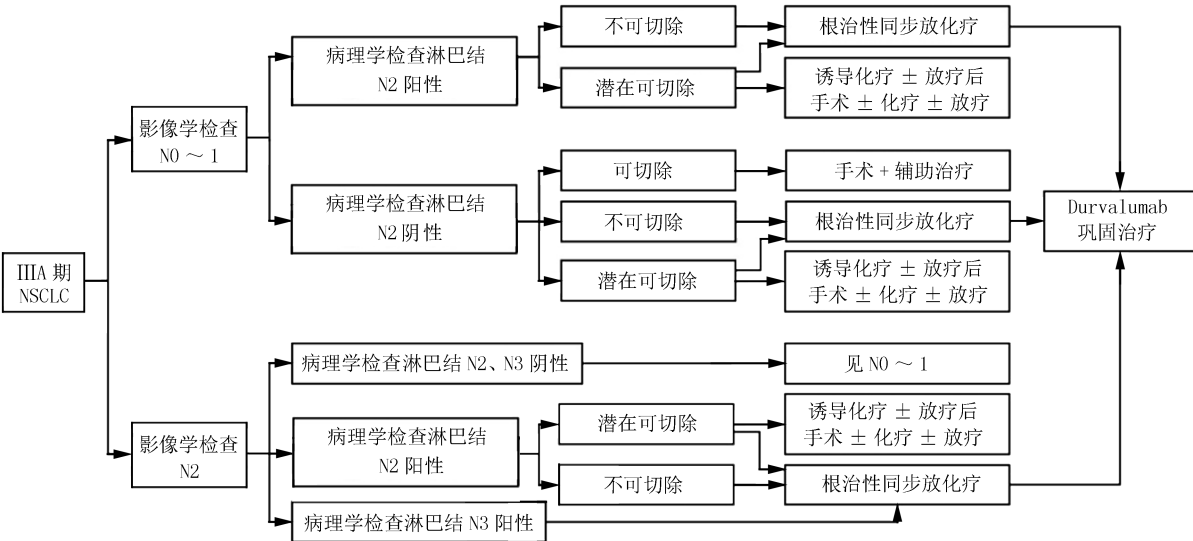 IIIA 期
NSCLC
影像学检查
N0～1
病理学检查淋巴结
N2 阳性
不可切除
潜在可切除
根治性同步放化疗
诱导化疗 ± 放疗后
手术 ± 化疗 ± 放疗
病理学检查淋巴结
N2 阴性
可切除
不可切除
潜在可切除
手术 + 辅助治疗
根治性同步放化疗
诱导化疗 ± 放疗后
手术 ± 化疗 ± 放疗
Durvalumab
巩固治疗
影像学检查
N2
病理学检查淋巴结 N2、N3 阴性
见 N0～1
病理学检查淋巴结
N2 阳性
潜在可切除
不可切除
诱导化疗 ± 放疗后
手术 ± 化疗 ± 放疗
根治性同步放化疗
病理学检查淋巴结 N3 阳性